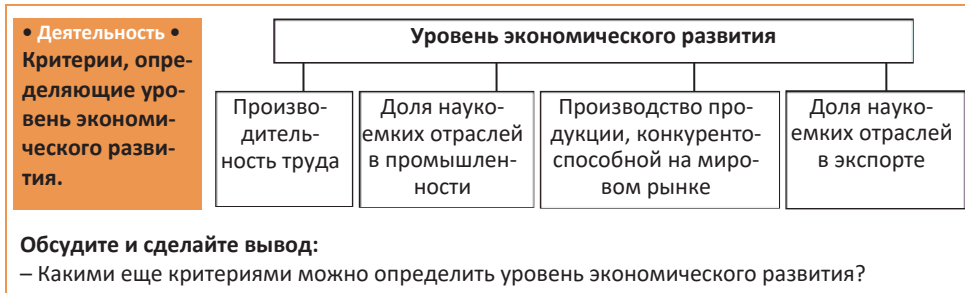 • Деятельность •
Критерии, опре-
деляющие уро-
вень экономи-
ческого разви-
тия.
Уровень экономического развития
Произво-
дитель-
ность труда
Доля науко-
емких отраслей
в промышлен-
ности
Производство про-
дукции, конкуренто-
способной на миро-
вом рынке
Доля науко-
емких отраслей
в экспорте
Обсудите и сделайте вывод:
– Какими еще критериями можно определить уровень экономического развития?